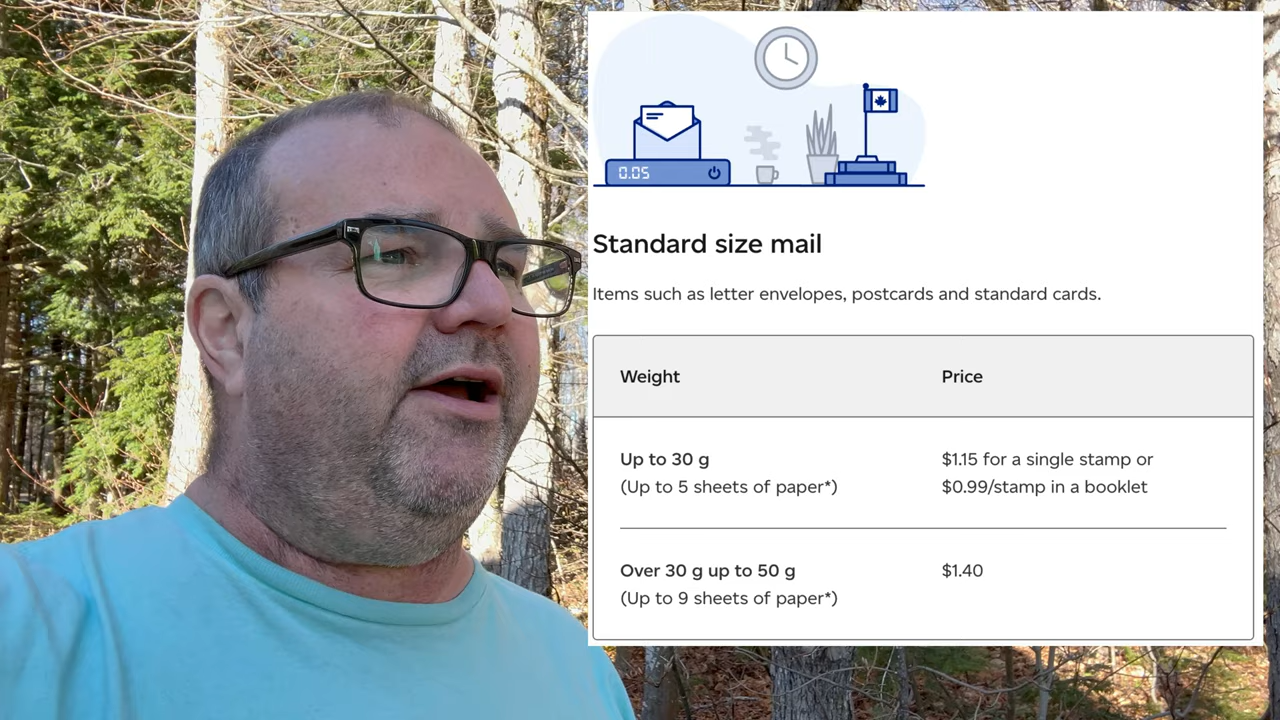 0.05
Standard size mail
Items such as letter envelopes, postcards and standard cards.
Weight Price
Up to 30 g $1.15 for a single stamp or
(Up to 5 sheets of paper*) $0.99/stamp in a booklet
Over 30 g up to 50 g $1.40
(Up to 9 sheets of paper*)